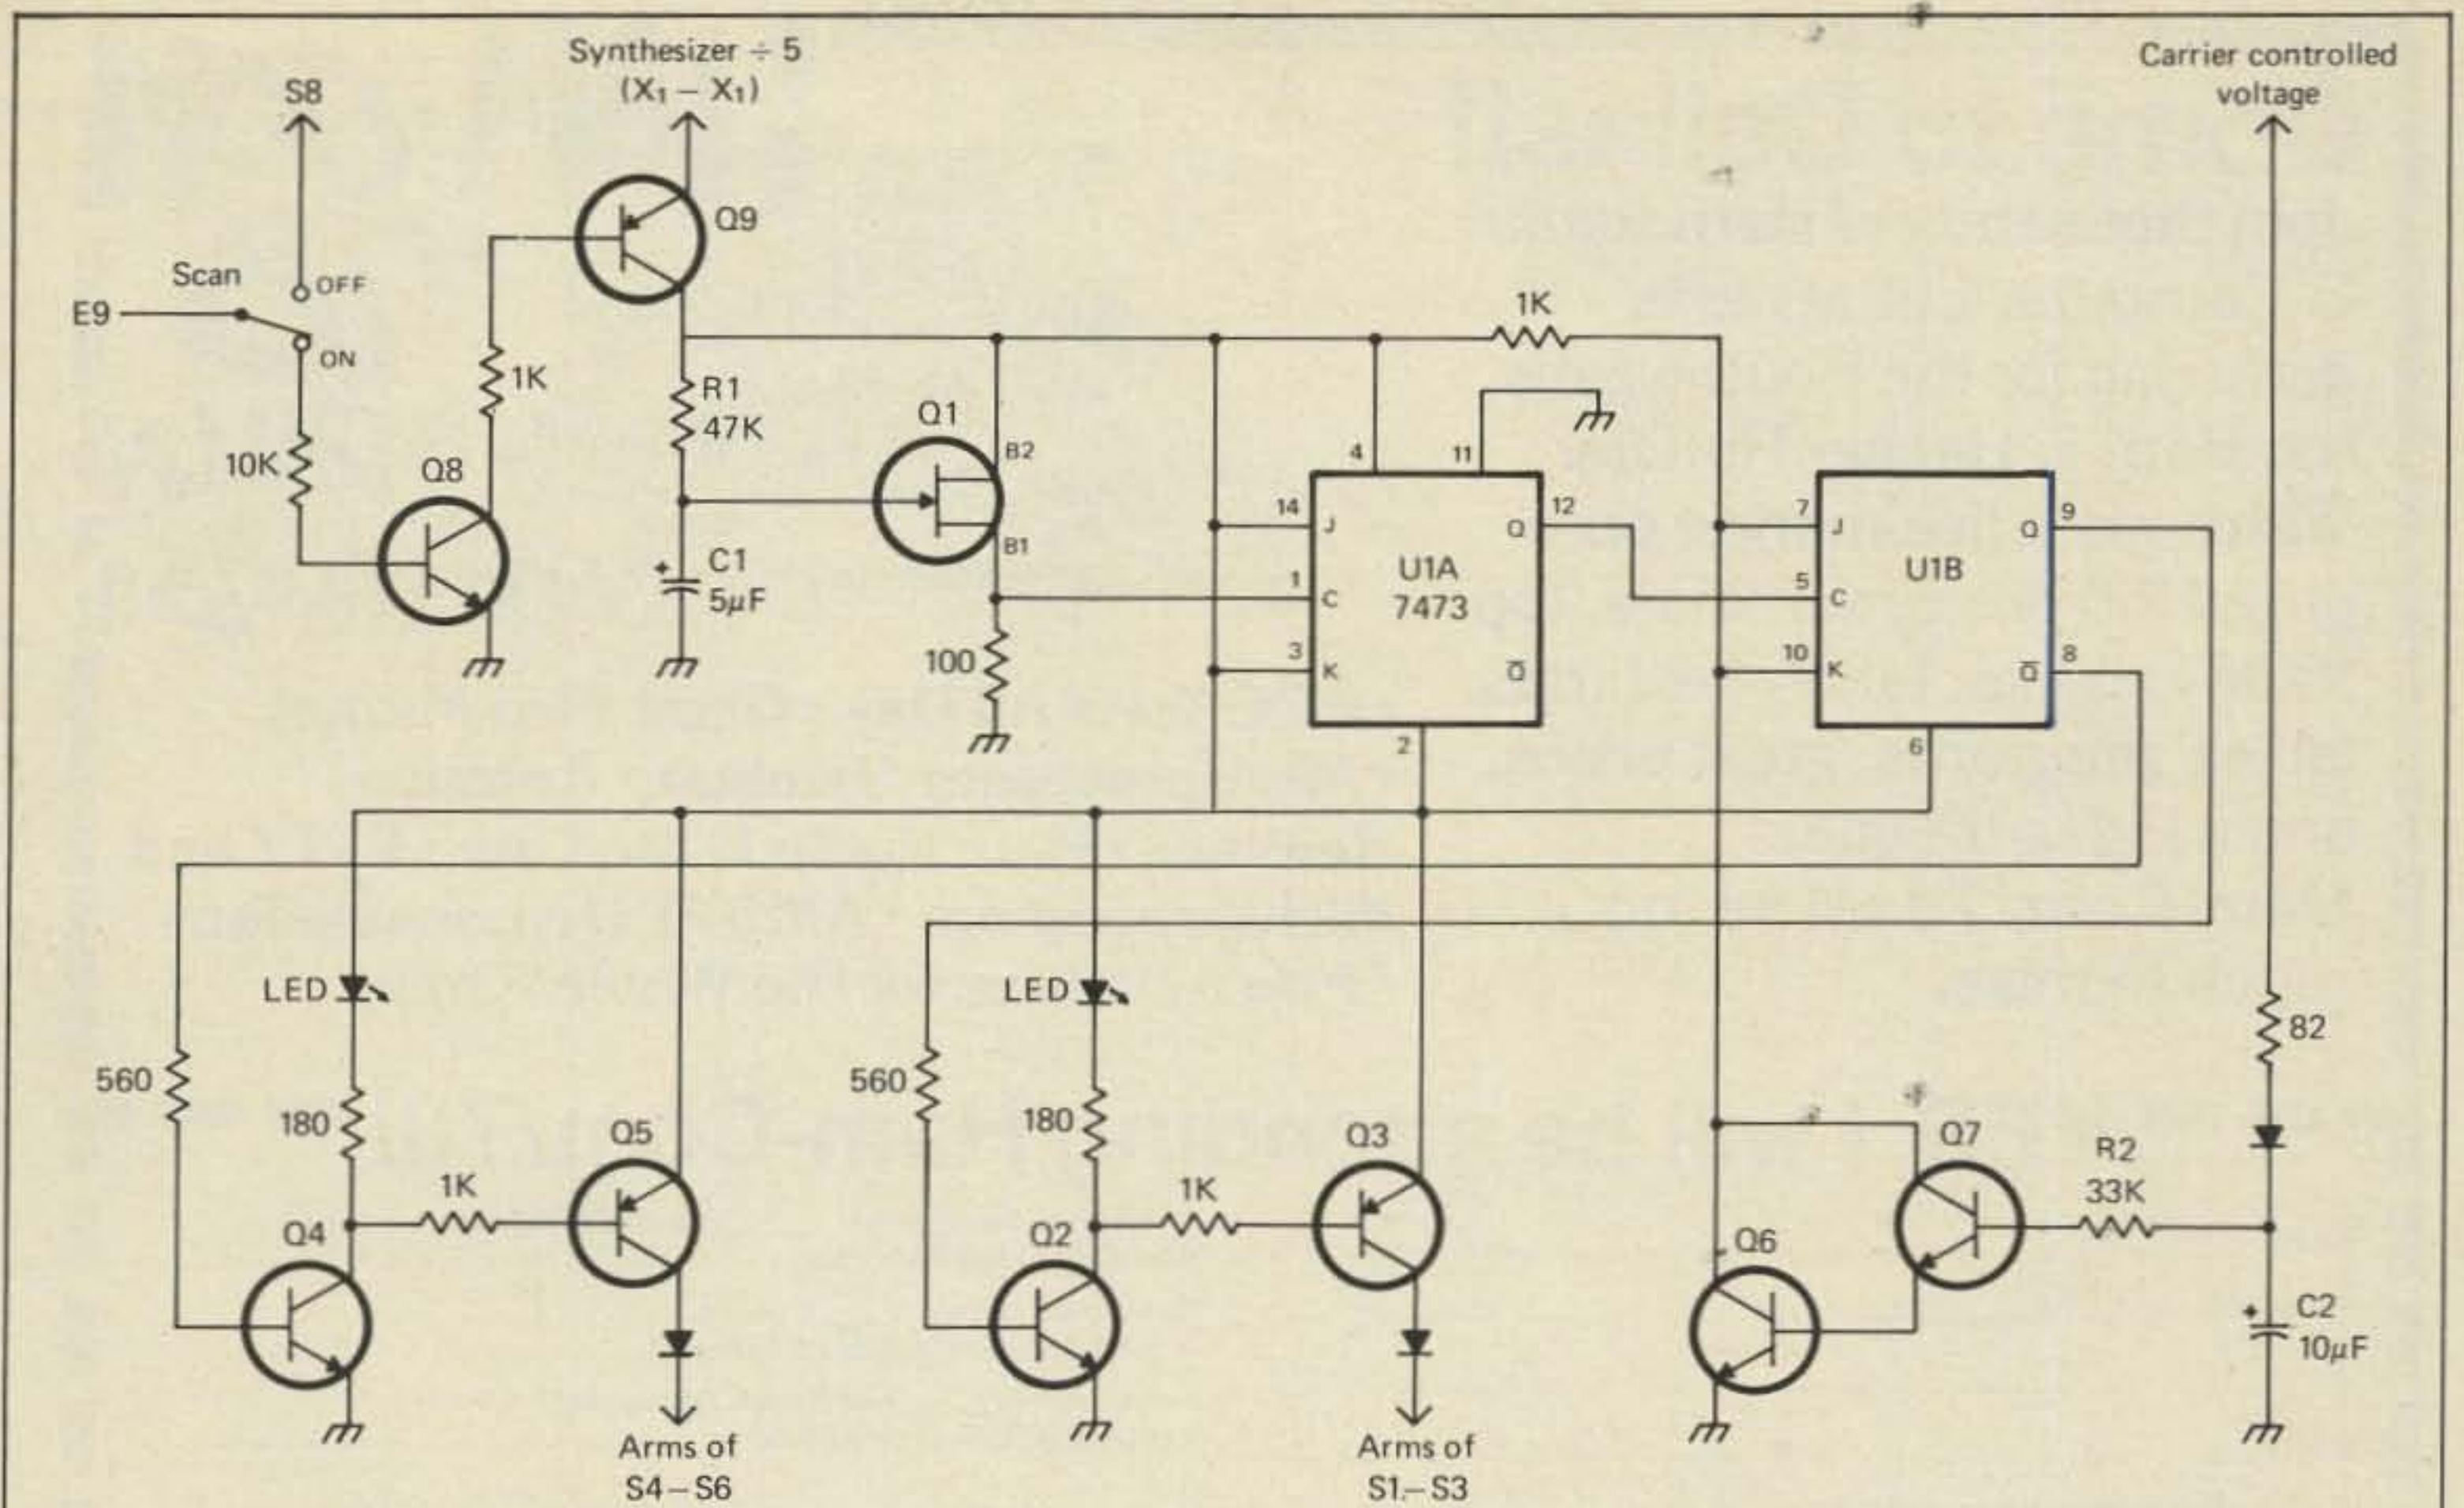 Synthesizer ÷ 5
(X₁ – X₁)
Carrier controlled
voltage
S8
Q9
Scan
OFF
E9
ON
1K
1K
R1
47K
Q1
B2
10K
Q8
4
11
14
J
Q
12
7
J
Q
9
B1
C1
+
5µF
1
C
U1A
7473
5
C
U1B
100
3
K
Q̅
10
K
Q̅
8
2
6
LED
LED
82
560
180
560
180
Q5
Q3
Q7
R2
33K
1K
1K
Q4
Q2
Q6
+
C2
10µF
Arms of
S4–S6
Arms of
S1–S3